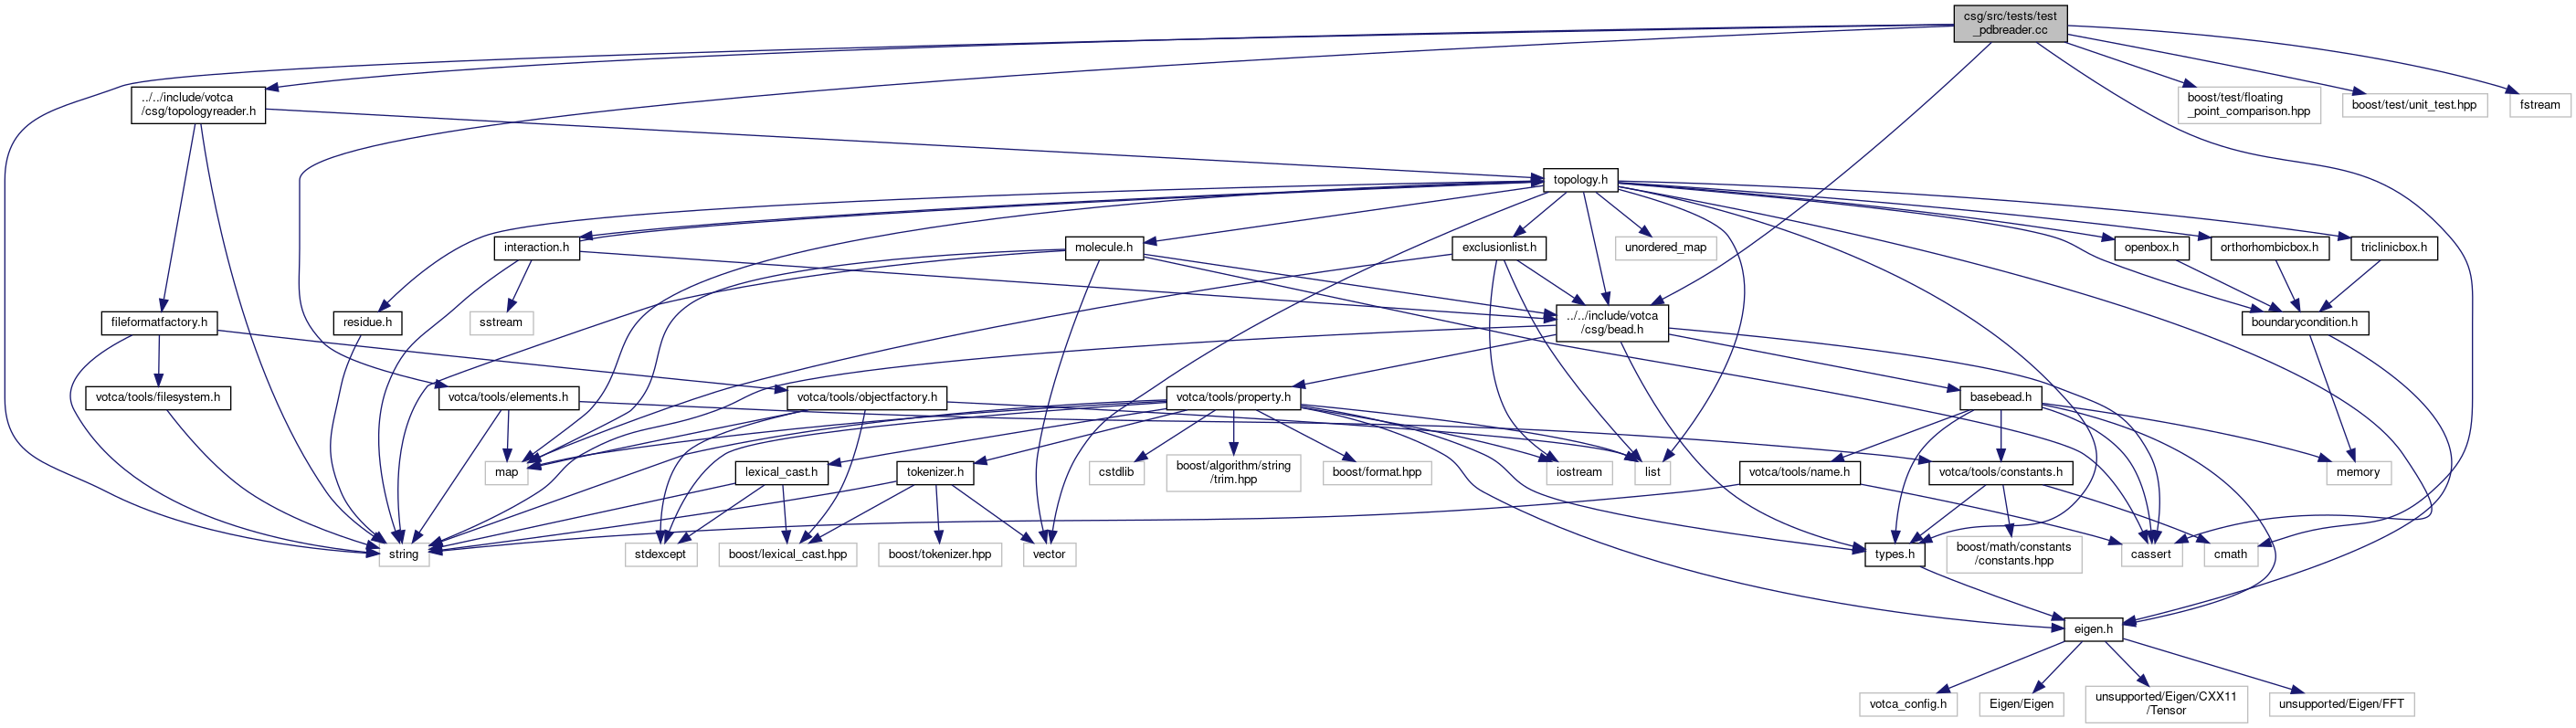 csg/src/tests/test
_pdbreader.cc
../../include/votca
/csg/topologyreader.h
boost/test/floating
_point_comparison.hpp
boost/test/unit_test.hpp
fstream
topology.h
interaction.h
molecule.h
exclusionlist.h
unordered_map
openbox.h
orthorhombicbox.h
triclinicbox.h
fileformatfactory.h
residue.h
sstream
../../include/votca
/csg/bead.h
boundarycondition.h
votca/tools/filesystem.h
votca/tools/elements.h
votca/tools/objectfactory.h
votca/tools/property.h
basebead.h
map
lexical_cast.h
tokenizer.h
cstdlib
boost/algorithm/string
/trim.hpp
boost/format.hpp
iostream
list
votca/tools/name.h
votca/tools/constants.h
memory
string
stdexcept
boost/lexical_cast.hpp
boost/tokenizer.hpp
vector
types.h
boost/math/constants
/constants.hpp
cassert
cmath
eigen.h
votca_config.h
Eigen/Eigen
unsupported/Eigen/CXX11
/Tensor
unsupported/Eigen/FFT